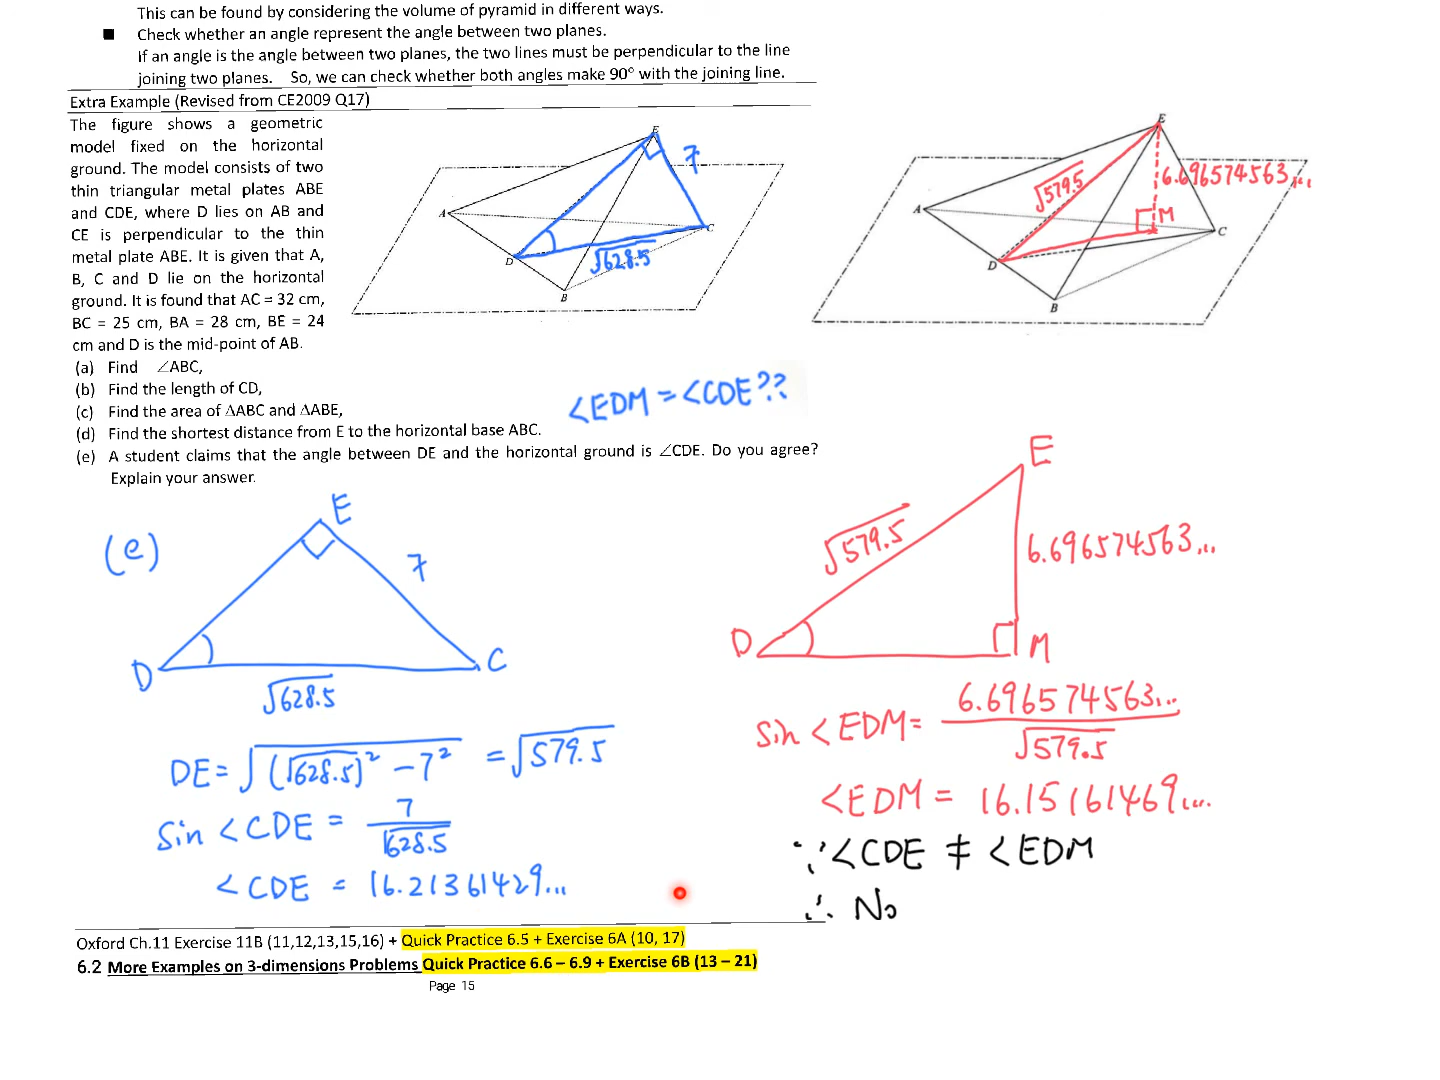 This can be found by considering the volume of pyramid in different ways.
■ Check whether an angle represent the angle between two planes.
If an angle is the angle between two planes, the two lines must be perpendicular to the line
joining two planes. So, we can check whether both angles make 90° with the joining line.
Extra Example (Revised from CE2009 Q17)
The figure shows a geometric
model fixed on the horizontal
ground. The model consists of two
thin triangular metal plates ABE
and CDE, where D lies on AB and
CE is perpendicular to the thin
metal plate ABE. It is given that A,
B, C and D lie on the horizontal
ground. It is found that AC = 32 cm,
BC = 25 cm, BA = 28 cm, BE = 24
cm and D is the mid-point of AB.
E
7
A
C
D
√628.5
B
E
√579.5
6.696574563...
A
M
C
D
B
(a) Find ∠ABC,
(b) Find the length of CD,
(c) Find the area of ΔABC and ΔABE,
(d) Find the shortest distance from E to the horizontal base ABC.
(e) A student claims that the angle between DE and the horizontal ground is ∠CDE. Do you agree?
Explain your answer.
<EDM = <CDE??
(e)
E
7
D
C
√628.5
DE = √(√628.5)² − 7² = √579.5
Sin <CDE = 7/√628.5
<CDE = 16.21361429...
E
√579.5
6.696574563...
D
M
Sin <EDM = 6.696574563.../√579.5
<EDM = 16.15161469...
∵ <CDE ≠ <EDM
∴ No
Oxford Ch.11 Exercise 11B (11,12,13,15,16) + Quick Practice 6.5 + Exercise 6A (10, 17)
6.2 More Examples on 3-dimensions Problems Quick Practice 6.6 – 6.9 + Exercise 6B (13 – 21)
Page 15